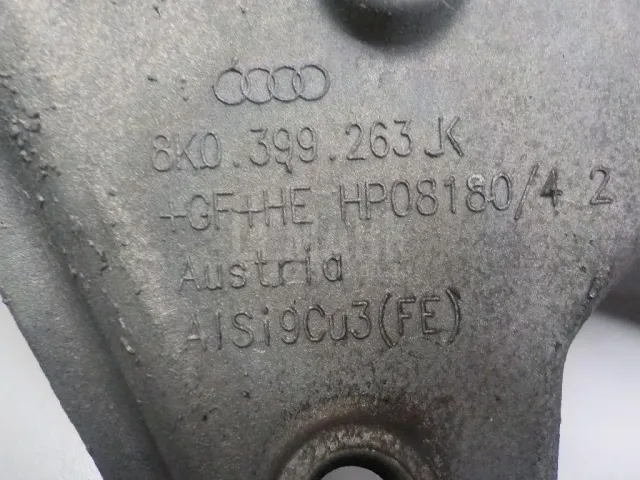 8K0.399.263 JK
+GF+HE HP08180/4 2
Austria
AlSi9Cu3(FE)